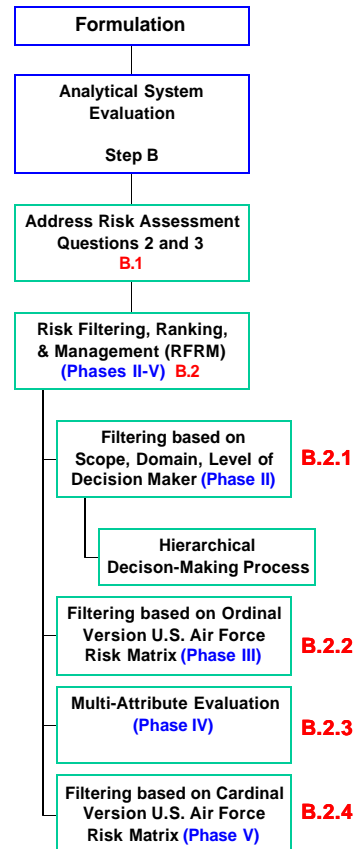 Formulation
Analytical System
Evaluation
Step B
Address Risk Assessment
Questions 2 and 3
B.1
Risk Filtering, Ranking,
& Management (RFRM)
(Phases II-V) B.2
Filtering based on
Scope, Domain, Level of
Decision Maker (Phase II)
B.2.1
Hierarchical
Decison-Making Process
Filtering based on Ordinal
Version U.S. Air Force
Risk Matrix (Phase III)
B.2.2
Multi-Attribute Evaluation
(Phase IV)
B.2.3
Filtering based on Cardinal
Version U.S. Air Force
Risk Matrix (Phase V)
B.2.4